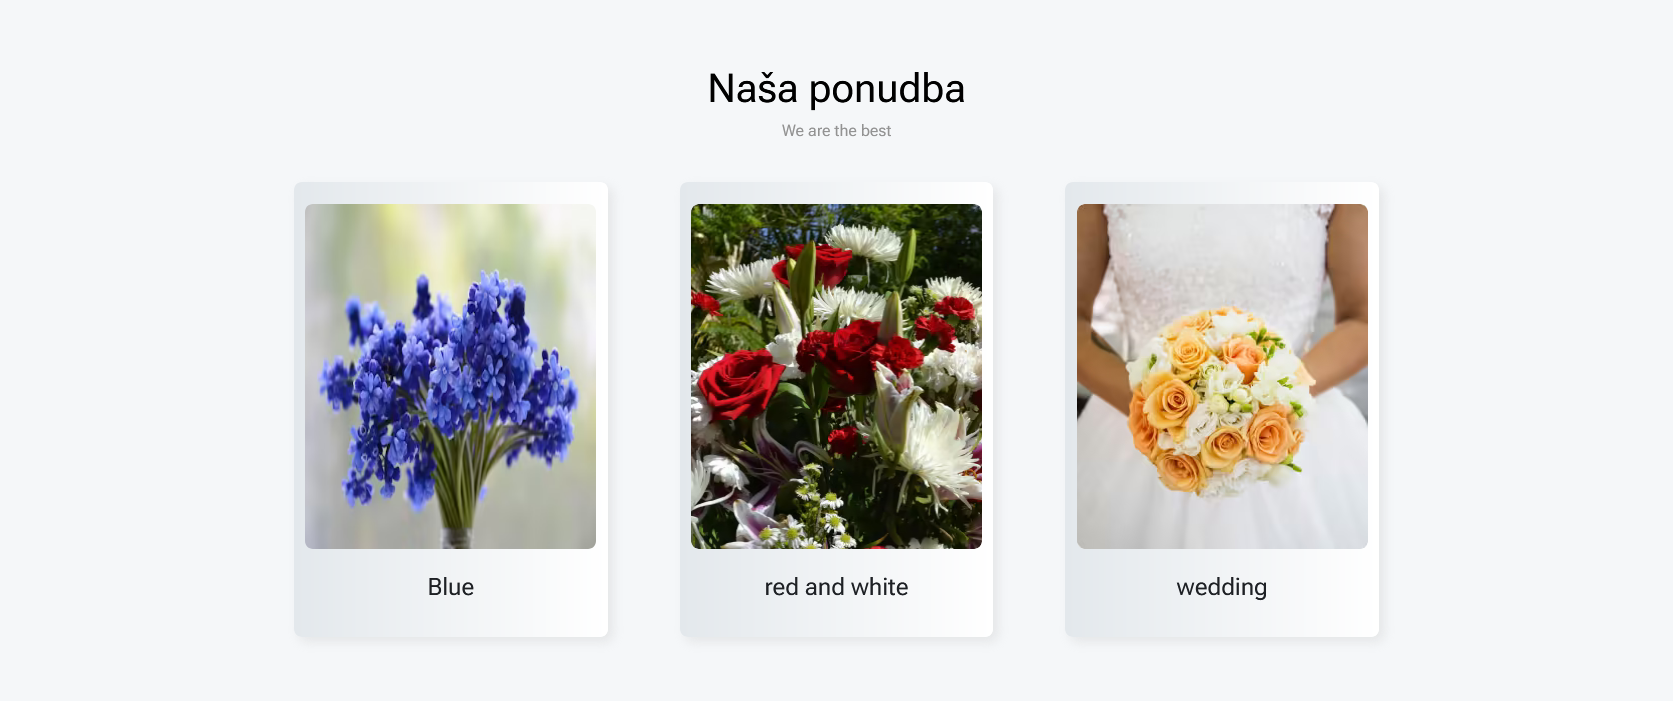 Naša ponudba
We are the best
Blue
red and white
wedding